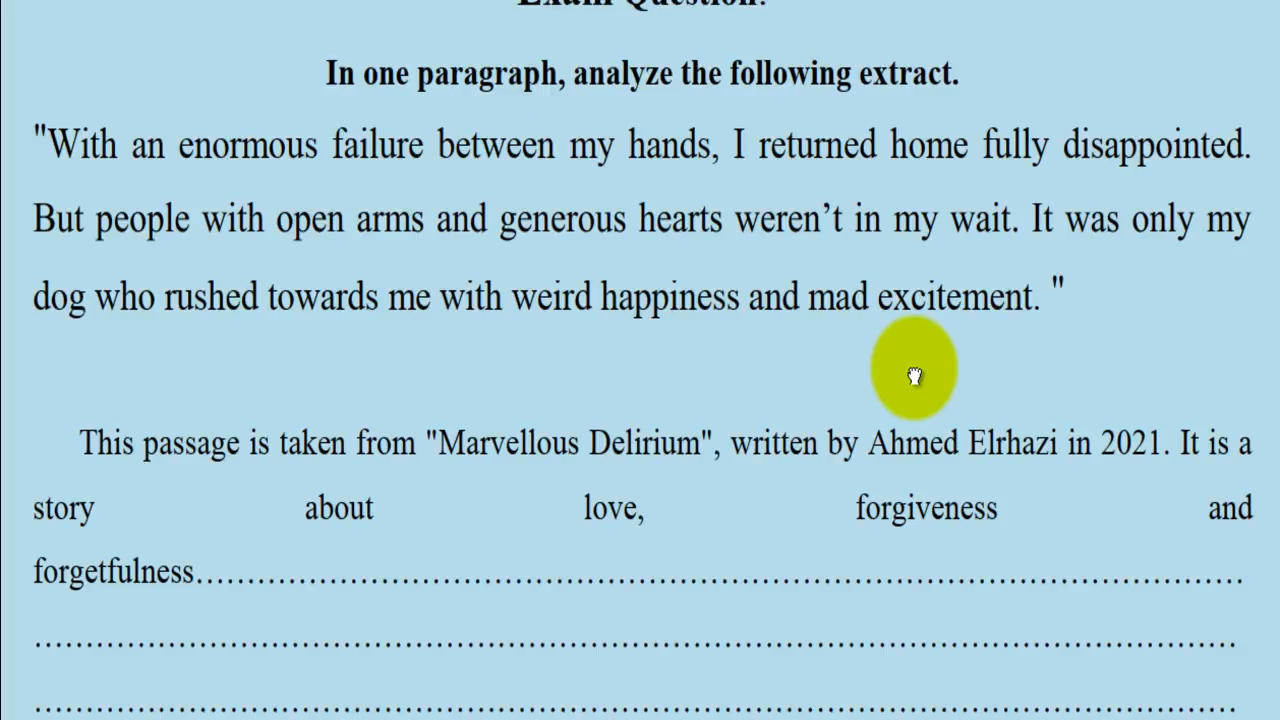 Exam Question:
In one paragraph, analyze the following extract.
"With an enormous failure between my hands, I returned home fully disappointed.
But people with open arms and generous hearts weren’t in my wait. It was only my
dog who rushed towards me with weird happiness and mad excitement. "
This passage is taken from "Marvellous Delirium", written by Ahmed Elrhazi in 2021. It is a
story about love, forgiveness and
forgetfulness……………………………………………………………………………………………………
………………………………………………………………………………………………………………………
………………………………………………………………………………………………………………………